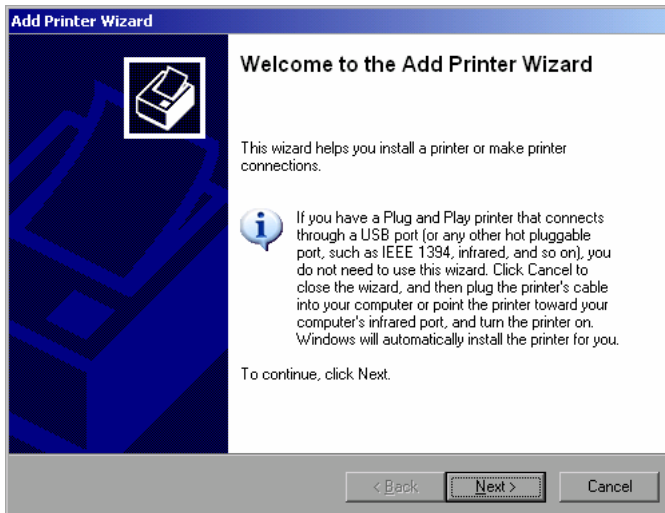 Add Printer Wizard
Welcome to the Add Printer Wizard
This wizard helps you install a printer or make printer
connections.
If you have a Plug and Play printer that connects
through a USB port (or any other hot pluggable
port, such as IEEE 1394, infrared, and so on), you
do not need to use this wizard. Click Cancel to
close the wizard, and then plug the printer's cable
into your computer or point the printer toward your
computer's infrared port, and turn the printer on.
Windows will automatically install the printer for you.
To continue, click Next.
< Back
Next >
Cancel